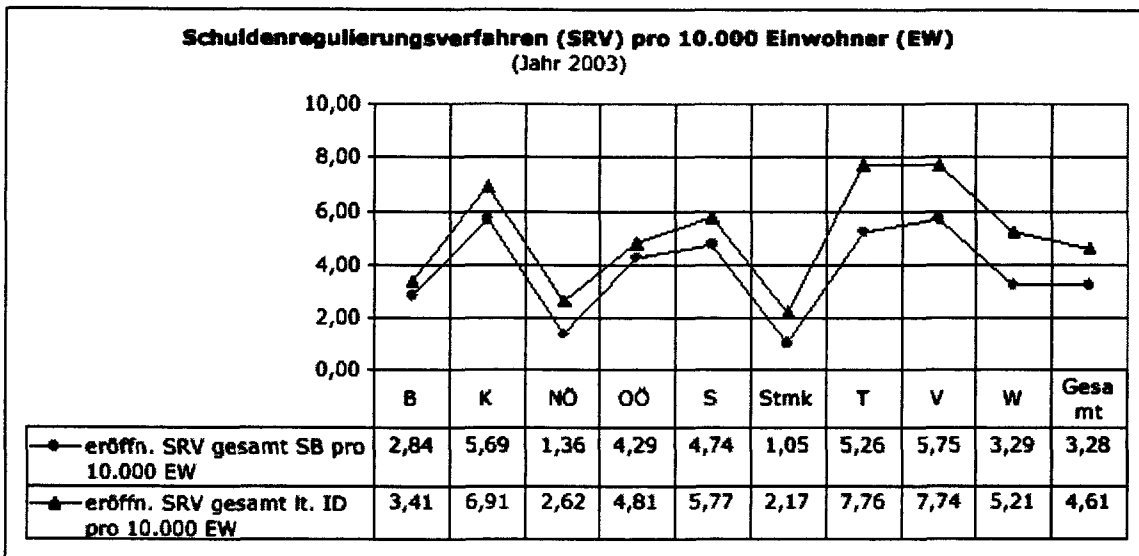 Schuldenregulierungsverfahren (SRV) pro 10.000 Einwohner (EW)
(Jahr 2003)
10,00
8,00
6,00
4,00
2,00
0,00
B K NÖ OÖ S Stmk T V W Gesa
mt
eröffn. SRV gesamt SB pro 2,84 5,69 1,36 4,29 4,74 1,05 5,26 5,75 3,29 3,28
10.000 EW
eröffn. SRV gesamt lt. ID 3,41 6,91 2,62 4,81 5,77 2,17 7,76 7,74 5,21 4,61
pro 10.000 EW